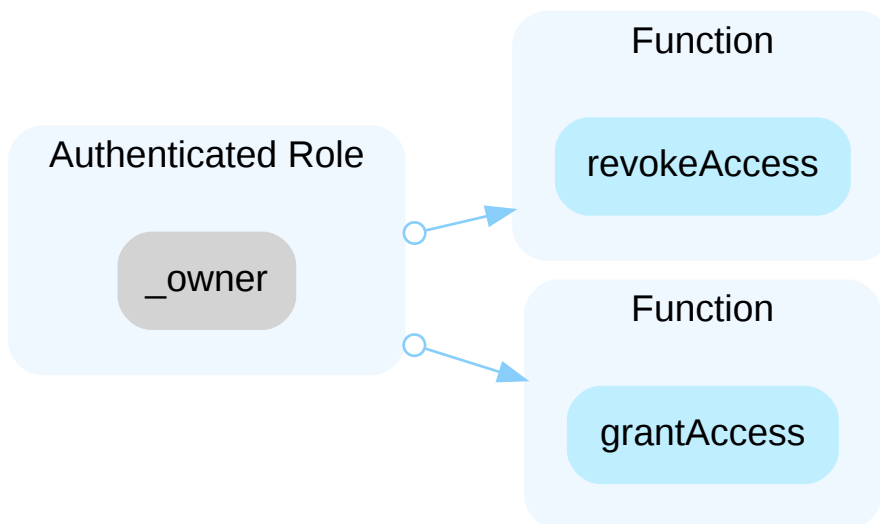 Authenticated Role
_owner
Function
revokeAccess
Function
grantAccess